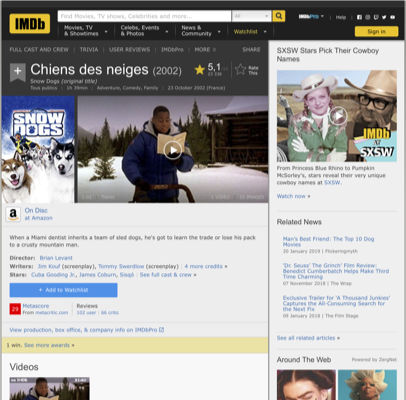 IMDb
Find Movies, TV shows, Celebrities and more...
All
IMDbPro
Help
Movies, TV & Showtimes
Celebs, Events & Photos
News & Community
Watchlist
Sign in
FULL CAST AND CREW
TRIVIA
USER REVIEWS
IMDbPro
MORE
SHARE
Chiens des neiges (2002)
Snow Dogs (original title)
Tous publics | 1h 39min | Adventure, Comedy, Family | 23 October 2002 (France)
5,1
Rate This
SNOW DOGS
On Disc
at Amazon
When a Miami dentist inherits a team of sled dogs, he's got to learn the trade or lose his pack
to a crusty mountain man.
Director: Brian Levant
Writers: Jim Kouf (screenplay), Tommy Swerdlow (screenplay) | 4 more credits »
Stars: Cuba Gooding Jr., James Coburn, Sisqó | See full cast & crew »
+ Add to Watchlist
29
Metascore
From metacritic.com
Reviews
102 user | 66 critic
View production, box office, & company info on IMDbPro
1 win. See more awards »
Videos
SXSW Stars Pick Their Cowboy
Names
IMDb
at
SXSW
From Princess Blue Rhino to Pumpkin
McSorley's, stars reveal their very unique
cowboy names at SXSW.
Watch now »
Related News
Man's Best Friend: The Top 10 Dog
Movies
20 January 2019 | Flickeringmyth
'Dr. Seuss' The Grinch' Film Review:
Benedict Cumberbatch Helps Make Third
Time Charming
07 November 2018 | The Wrap
Exclusive Trailer for 'A Thousand Junkies'
Captures the All-Consuming Search for
the Next Fix
09 January 2018 | The Film Stage
See all related articles »
Around The Web
Powered by ZergNet